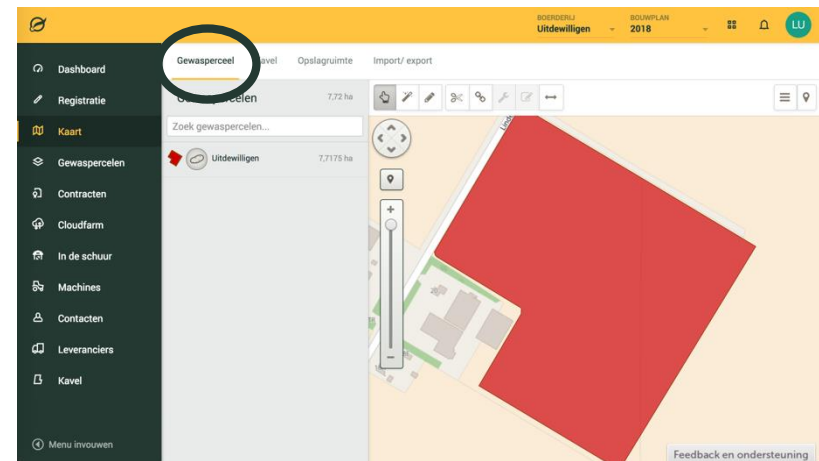 BOERDERIJ
Uitdewilligen
BOUWPLAN
2018
LU
Dashboard
Registratie
Kaart
Gewaspercelen
Contracten
Cloudfarm
In de schuur
Machines
Contacten
Leveranciers
Kavel
Menu invouwen
Gewasperceel
avel
Opslagruimte
Import/ export
7,72 ha
Zoek gewaspercelen...
Uitdewilligen
7,7175 ha
Feedback en ondersteuning